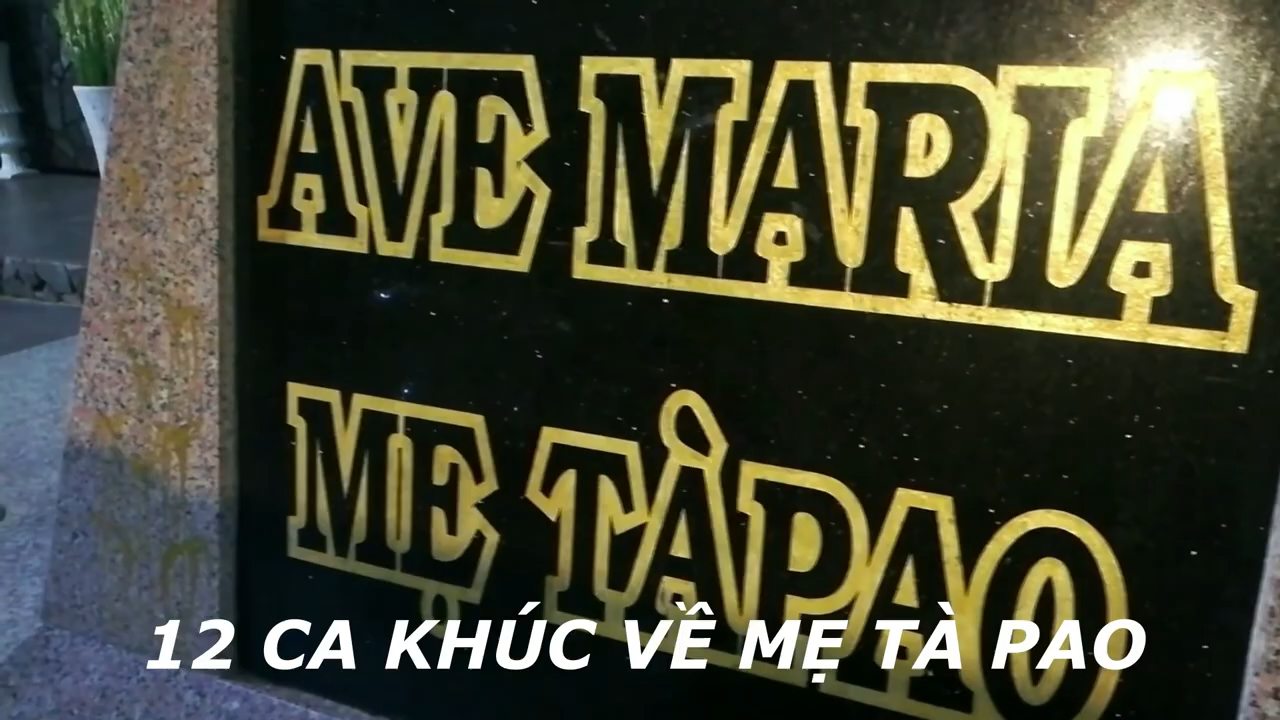 AVE MARIA
MẸ TÀPAO
12 CA KHÚC VỀ MẸ TÀ PAO